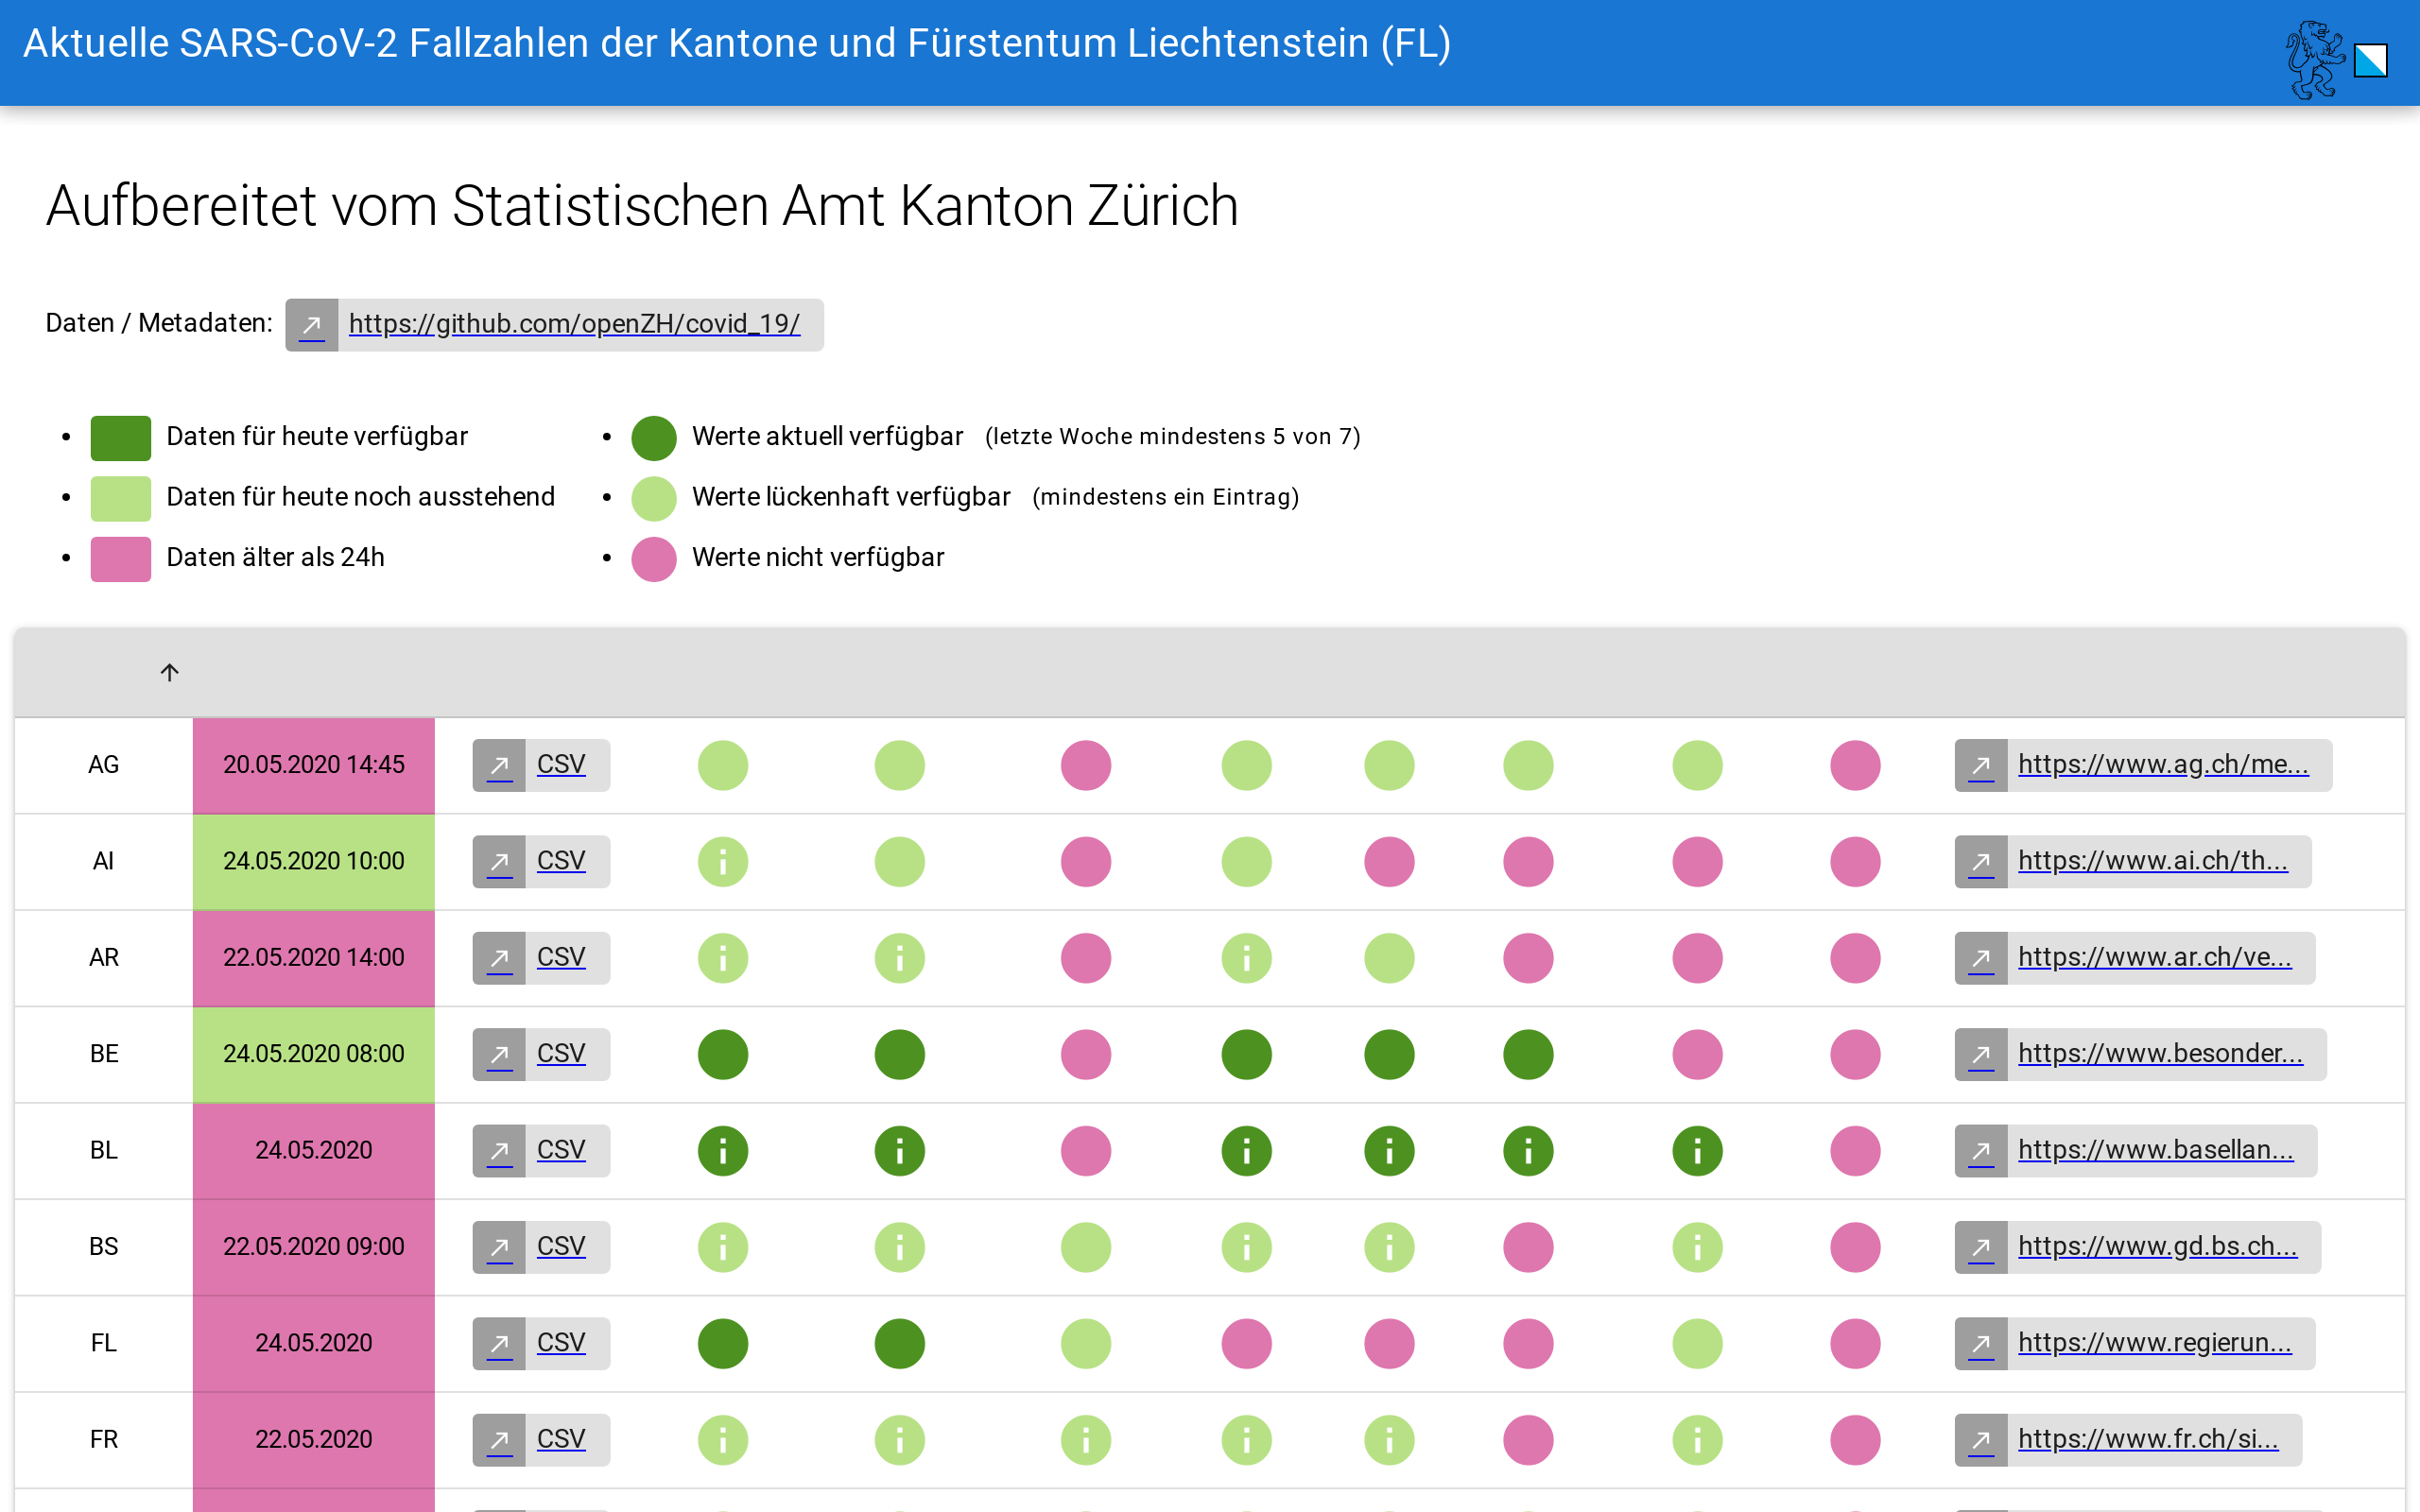 Aktuelle SARS-CoV-2 Fallzahlen der Kantone und Fürstentum Liechtenstein (FL)
Aufbereitet vom Statistischen Amt Kanton Zürich
Daten / Metadaten: https://github.com/openZH/covid_19/
Daten für heute verfügbar
Daten für heute noch ausstehend
Daten älter als 24h
Werte aktuell verfügbar (letzte Woche mindestens 5 von 7)
Werte lückenhaft verfügbar (mindestens ein Eintrag)
Werte nicht verfügbar
AG 20.05.2020 14:45 CSV https://www.ag.ch/me...
AI 24.05.2020 10:00 CSV i https://www.ai.ch/th...
AR 22.05.2020 14:00 CSV i i i https://www.ar.ch/ve...
BE 24.05.2020 08:00 CSV https://www.besonder...
BL 24.05.2020 CSV i i i i i i https://www.basellan...
BS 22.05.2020 09:00 CSV i i i i i https://www.gd.bs.ch...
FL 24.05.2020 CSV https://www.regierun...
FR 22.05.2020 CSV i i i i i i https://www.fr.ch/si...